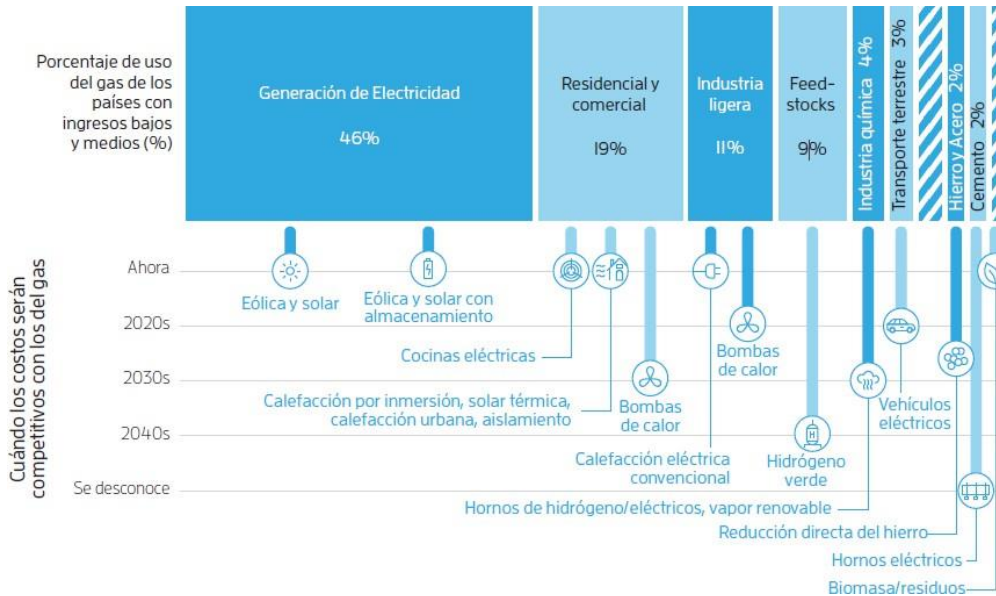 Porcentaje de uso
del gas de los
países con
ingresos bajos
y medios (%)
Generación de Electricidad
46%
Residencial y
comercial
19%
Industria
ligera
11%
Feed-
stocks
9%
Industria química 4%
Transporte terrestre 3%
Hierro y Acero 2%
Cemento 2%
Cuándo los costos serán
competitivos con los del gas
Ahora
2020s
2030s
2040s
Se desconoce
Eólica y solar
Eólica y solar con
almacenamiento
Cocinas eléctricas
Calefacción por inmersión, solar térmica,
calefacción urbana, aislamiento
Bombas
de calor
Calefacción eléctrica
convencional
Bombas
de calor
Hidrógeno
verde
H
Hornos de hidrógeno/eléctricos, vapor renovable
Vehículos
eléctricos
Reducción directa del hierro
Hornos eléctricos
Biomasa/residuos